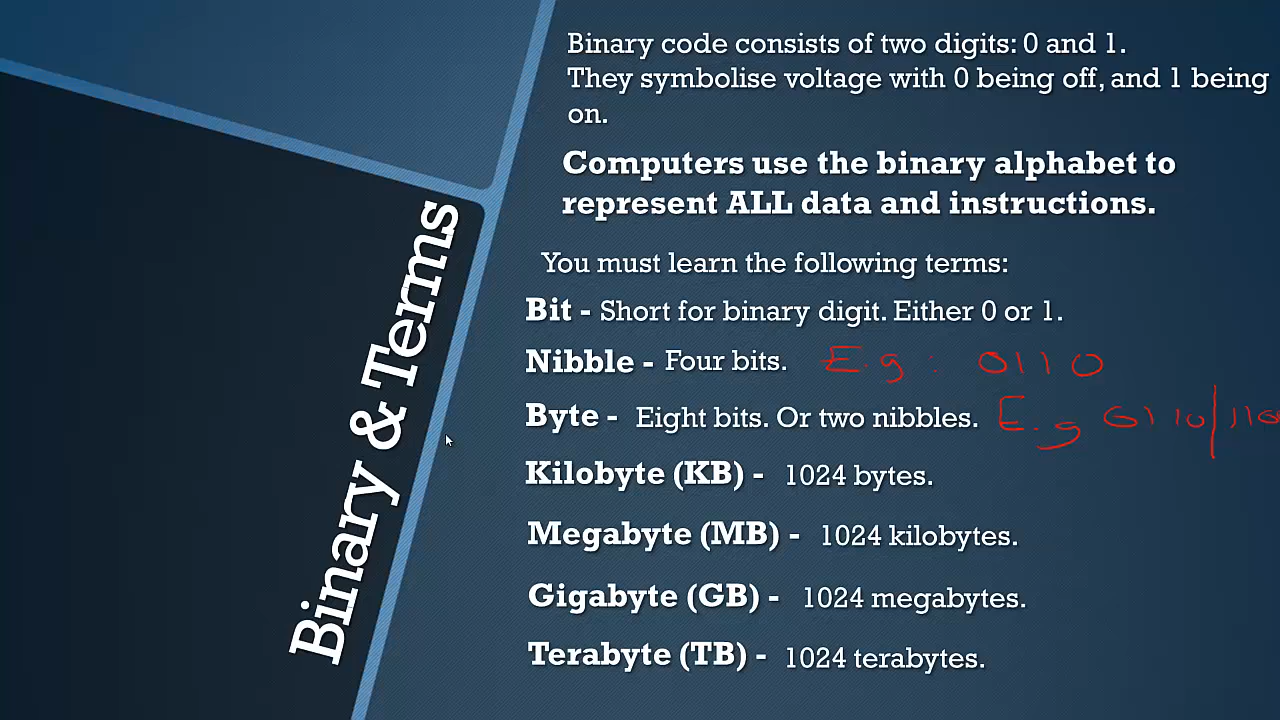 Binary & Terms
Binary code consists of two digits: 0 and 1.
They symbolise voltage with 0 being off, and 1 being
on.
Computers use the binary alphabet to
represent ALL data and instructions.
You must learn the following terms:
Bit - Short for binary digit. Either 0 or 1.
Nibble - Four bits. E.g : 0110
Byte - Eight bits. Or two nibbles. E.g 0110|110
Kilobyte (KB) - 1024 bytes.
Megabyte (MB) - 1024 kilobytes.
Gigabyte (GB) - 1024 megabytes.
Terabyte (TB) - 1024 terabytes.